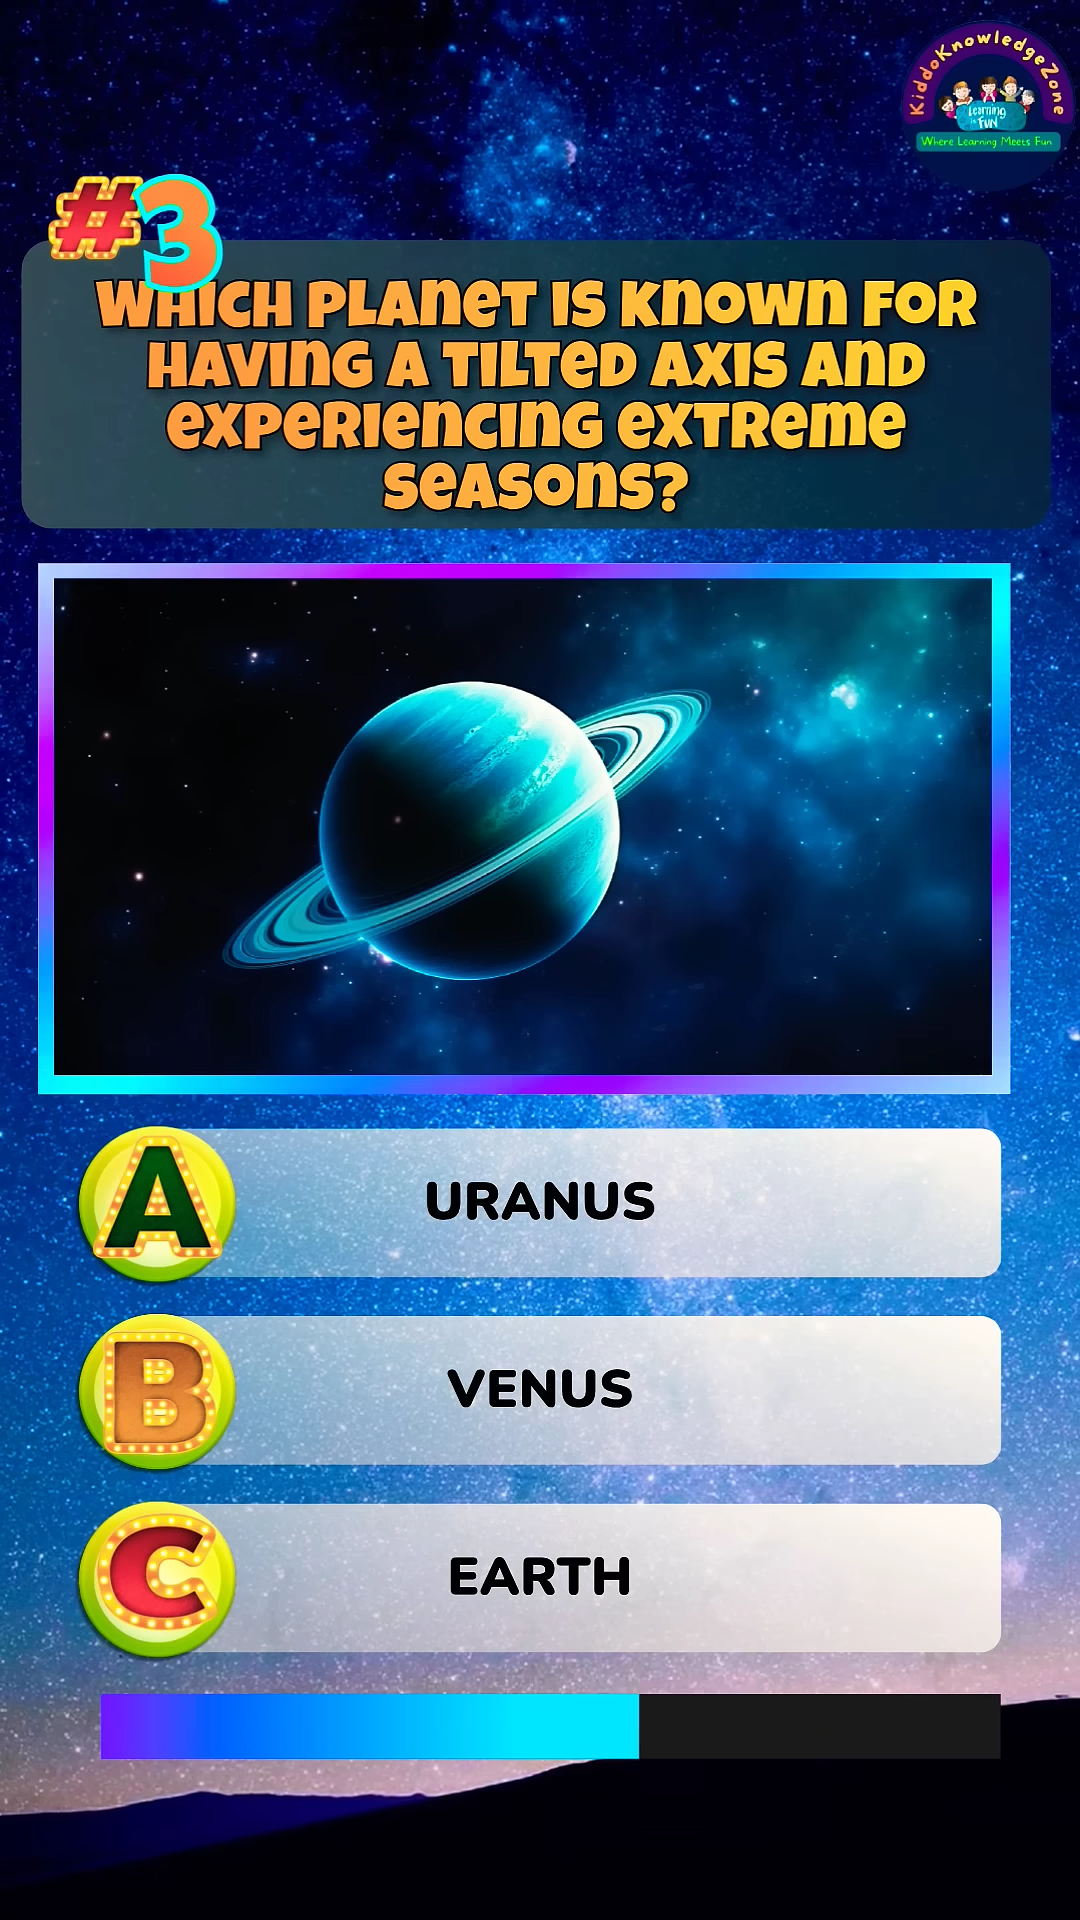 KiddoKnowledgeZone
Learning
is FUN
Where Learning Meets Fun
#3
WHICH PLANET IS KNOWN FOR
HAVING A TILTED AXIS AND
EXPERIENCING EXTREME
SEASONS?
A URANUS
B VENUS
C EARTH